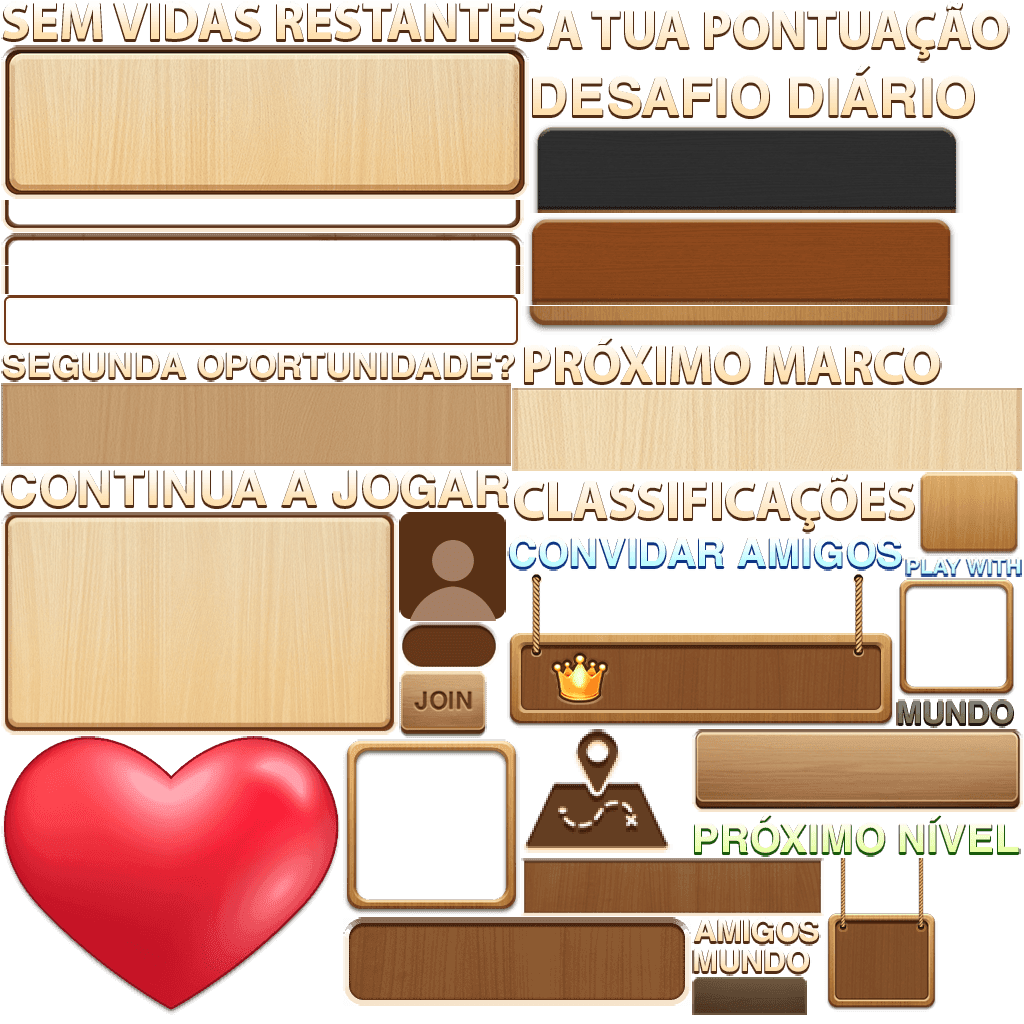 SEM VIDAS RESTANTES
A TUA PONTUAÇÃO
DESAFIO DIÁRIO
SEGUNDA OPORTUNIDADE?
PRÓXIMO MARCO
CONTINUA A JOGAR
CLASSIFICAÇÕES
CONVIDAR AMIGOS
PLAY WITH
JOIN
MUNDO
PRÓXIMO NÍVEL
AMIGOS
MUNDO